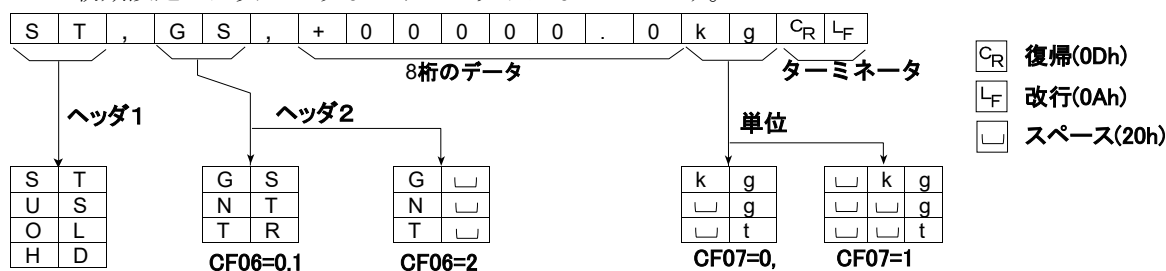 S T , G S , + 0 0 0 0 0 . 0 k g CR LF
8桁のデータ
ターミネータ
CR 復帰(0Dh)
LF 改行(0Ah)
␣ スペース(20h)
ヘッダ1
ヘッダ2
単位
S T
U S
O L
H D
G S
N T
T R
CF06=0,1
G ␣
N ␣
T ␣
CF06=2
k g
␣ g
␣ t
CF07=0,
␣ k g
␣ ␣ g
␣ ␣ t
CF07=1